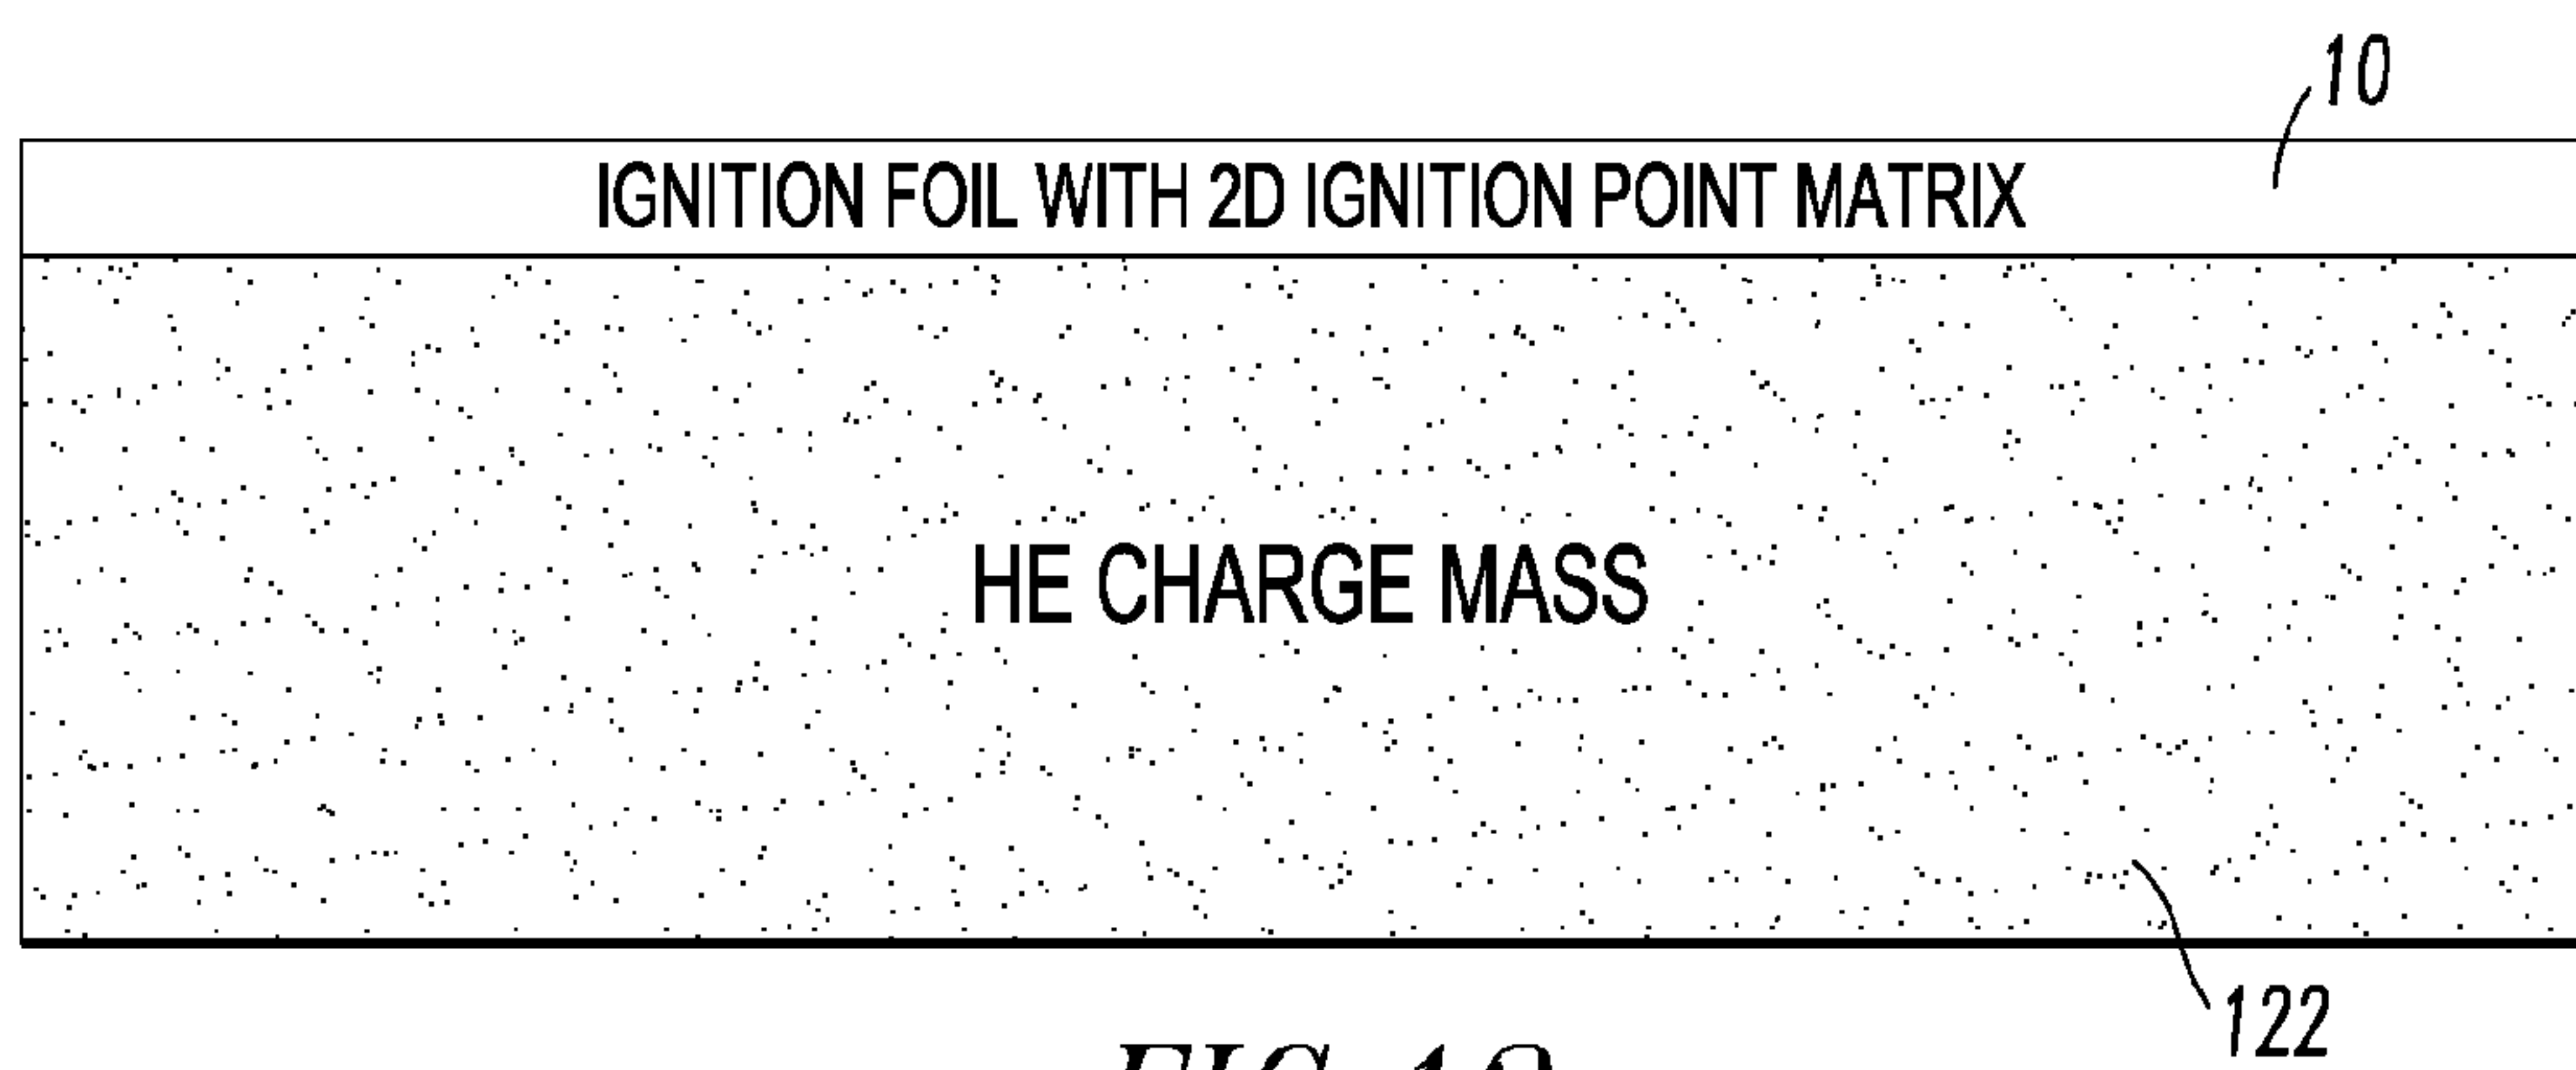 10
IGNITION FOIL WITH 2D IGNITION POINT MATRIX
HE CHARGE MASS
122